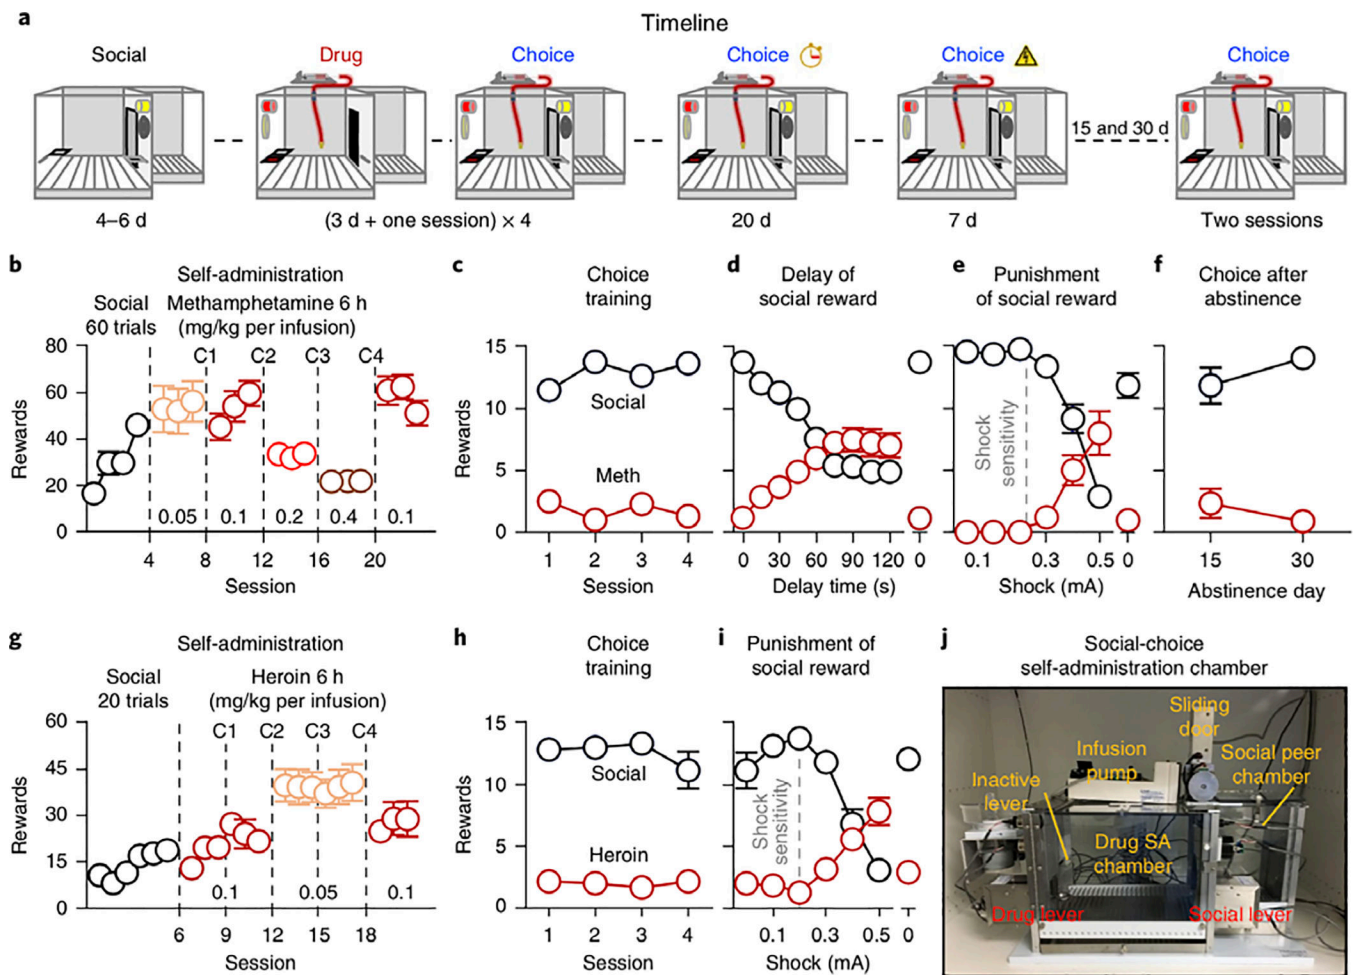 a
Timeline
Social
Drug
Choice
Choice
Choice
Choice
15 and 30 d
4–6 d
(3 d + one session) × 4
20 d
7 d
Two sessions
b
Self-administration
Social
60 trials
Methamphetamine 6 h
(mg/kg per infusion)
C1 C2 C3 C4
80
60
40
20
0
Rewards
0.05 0.1 0.2 0.4 0.1
4 8 12 16 20
Session
c
Choice
training
15
10
5
0
Rewards
Social
Meth
1 2 3 4
Session
d
Delay of
social reward
0 30 60 90 120 0
Delay time (s)
e
Punishment
of social reward
Shock
sensitivity
0.1 0.3 0.5 0
Shock (mA)
f
Choice after
abstinence
15 30
Abstinence day
g
Self-administration
Social
20 trials
Heroin 6 h
(mg/kg per infusion)
C1 C2 C3 C4
60
45
30
15
0
Rewards
0.1 0.05 0.1
6 9 12 15 18
Session
h
Choice
training
15
10
5
0
Rewards
Social
Heroin
1 2 3 4
Session
i
Punishment of
social reward
Shock
sensitivity
0.1 0.3 0.5 0
Shock (mA)
j
Social-choice
self-administration chamber
Sliding
door
Infusion
pump
Social peer
chamber
Inactive
lever
Drug SA
chamber
Drug lever
Social lever